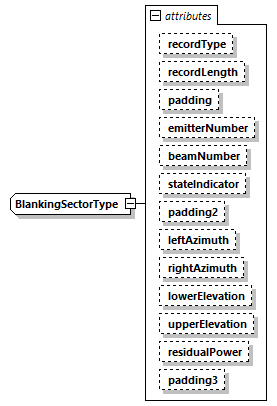 attributes
recordType
recordLength
padding
emitterNumber
beamNumber
stateIndicator
BlankingSectorType
padding2
leftAzimuth
rightAzimuth
lowerElevation
upperElevation
residualPower
padding3